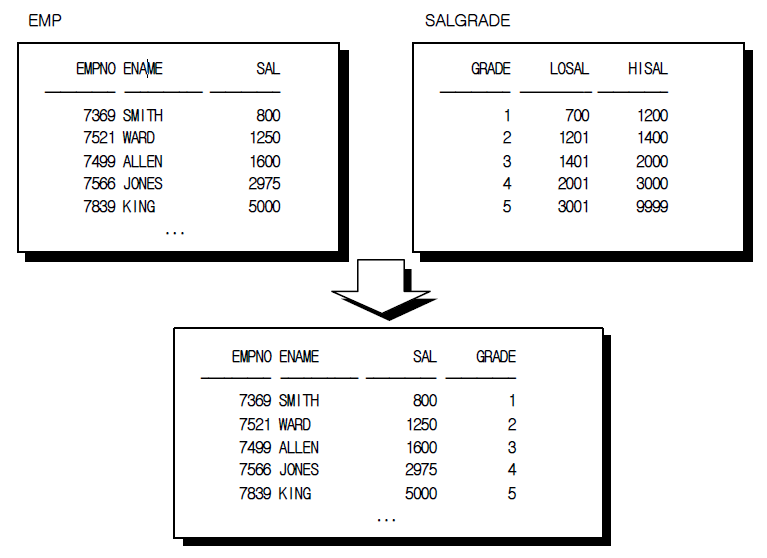 EMP
EMPNO ENAME SAL
7369 SMITH 800
7521 WARD 1250
7499 ALLEN 1600
7566 JONES 2975
7839 KING 5000
...
SALGRADE
GRADE LOSAL HISAL
1 700 1200
2 1201 1400
3 1401 2000
4 2001 3000
5 3001 9999
EMPNO ENAME SAL GRADE
7369 SMITH 800 1
7521 WARD 1250 2
7499 ALLEN 1600 3
7566 JONES 2975 4
7839 KING 5000 5
...